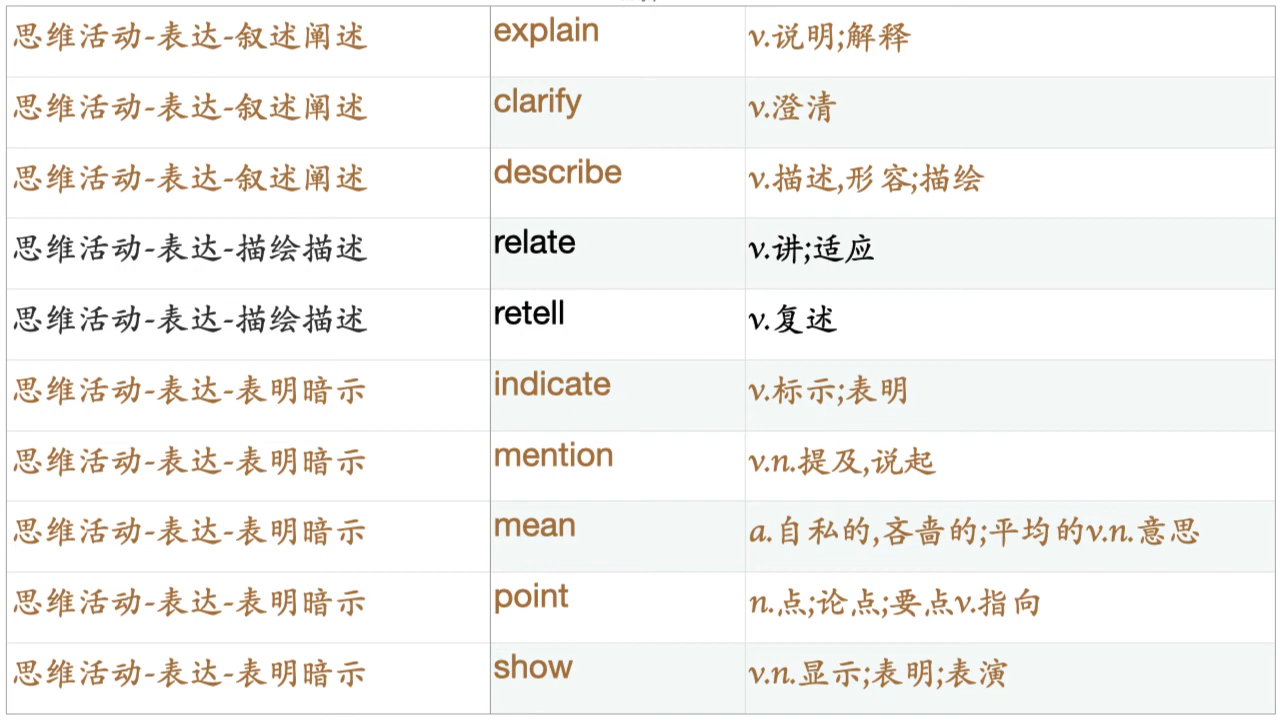 思维活动-表达-叙述阐述 explain v.说明;解释
思维活动-表达-叙述阐述 clarify v.澄清
思维活动-表达-叙述阐述 describe v.描述,形容;描绘
思维活动-表达-描绘描述 relate v.讲;适应
思维活动-表达-描绘描述 retell v.复述
思维活动-表达-表明暗示 indicate v.标示;表明
思维活动-表达-表明暗示 mention v.n.提及,说起
思维活动-表达-表明暗示 mean a.自私的,吝啬的;平均的v.n.意思
思维活动-表达-表明暗示 point n.点;论点;要点v.指向
思维活动-表达-表明暗示 show v.n.显示;表明;表演